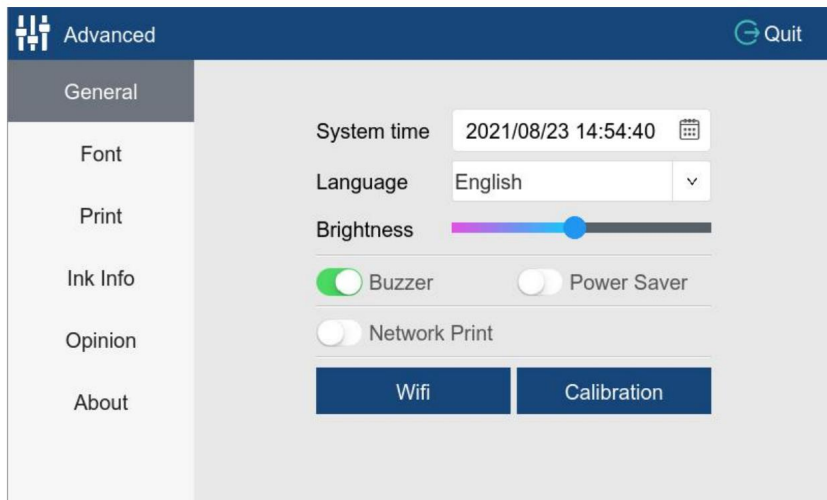 Advanced
Quit
General
Font
Print
Ink Info
Opinion
About
System time 2021/08/23 14:54:40
Language English
Brightness
Buzzer Power Saver
Network Print
Wifi Calibration